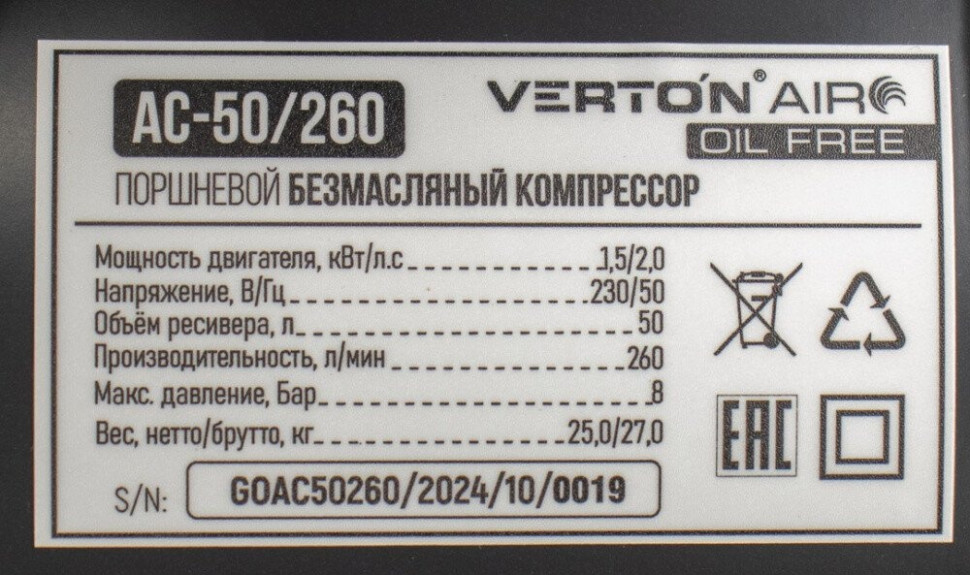 АС-50/260
VERTON® AIR
OIL FREE
ПОРШНЕВОЙ БЕЗМАСЛЯНЫЙ КОМПРЕССОР
Мощность двигателя, кВт/л.с 1,5/2,0
Напряжение, В/Гц 230/50
Объём ресивера, л 50
Производительность, л/мин 260
Макс. давление, Бар 8
Вес, нетто/брутто, кг 25,0/27,0
EAC
S/N: GOAC50260/2024/10/0019